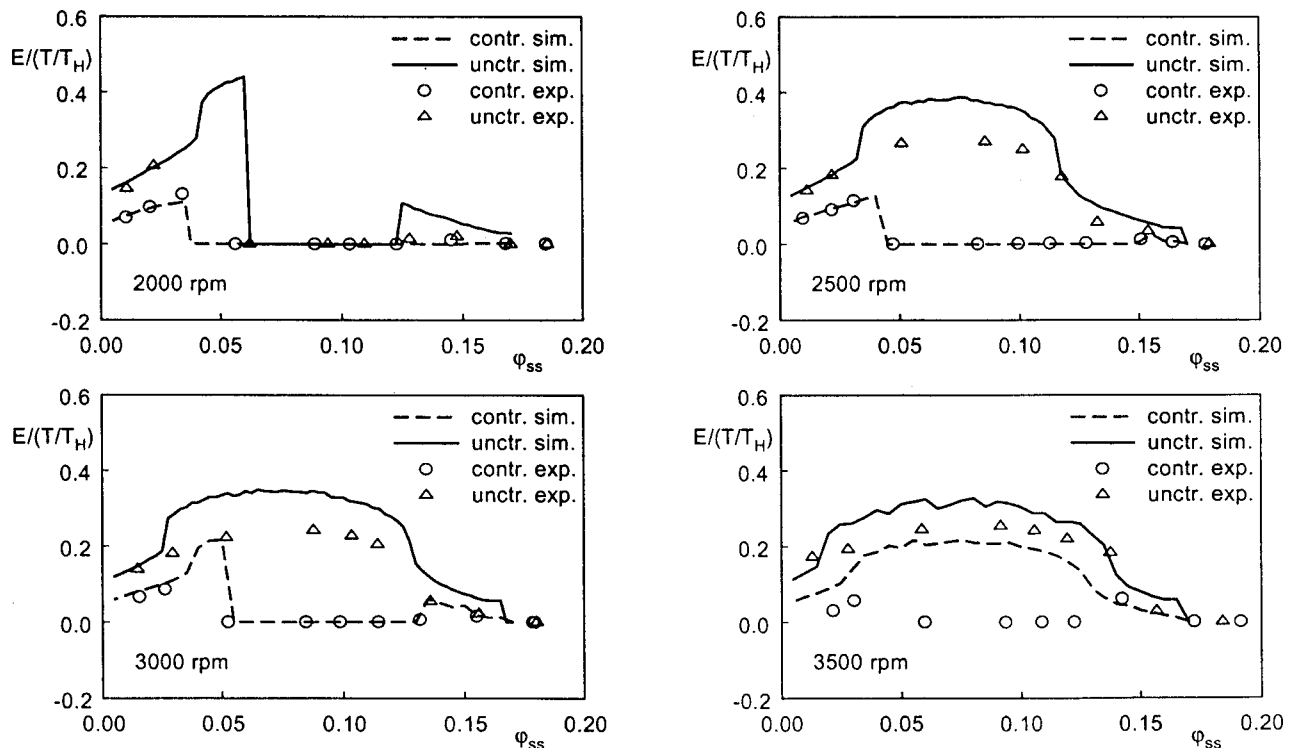 0.6
E/(T/T_H)
0.4
0.2
0.0
-0.2
0.00 0.05 0.10 0.15 0.20
φ_ss
contr. sim.
unctr. sim.
contr. exp.
unctr. exp.
2000 rpm
0.6
E/(T/T_H)
0.4
0.2
0.0
-0.2
0.00 0.05 0.10 0.15 0.20
φ_ss
contr. sim.
unctr. sim.
contr. exp.
unctr. exp.
2500 rpm
0.6
E/(T/T_H)
0.4
0.2
0.0
-0.2
0.00 0.05 0.10 0.15 0.20
φ_ss
contr. sim.
unctr. sim.
contr. exp.
unctr. exp.
3000 rpm
0.6
E/(T/T_H)
0.4
0.2
0.0
-0.2
0.00 0.05 0.10 0.15 0.20
φ_ss
contr. sim.
unctr. sim.
contr. exp.
unctr. exp.
3500 rpm